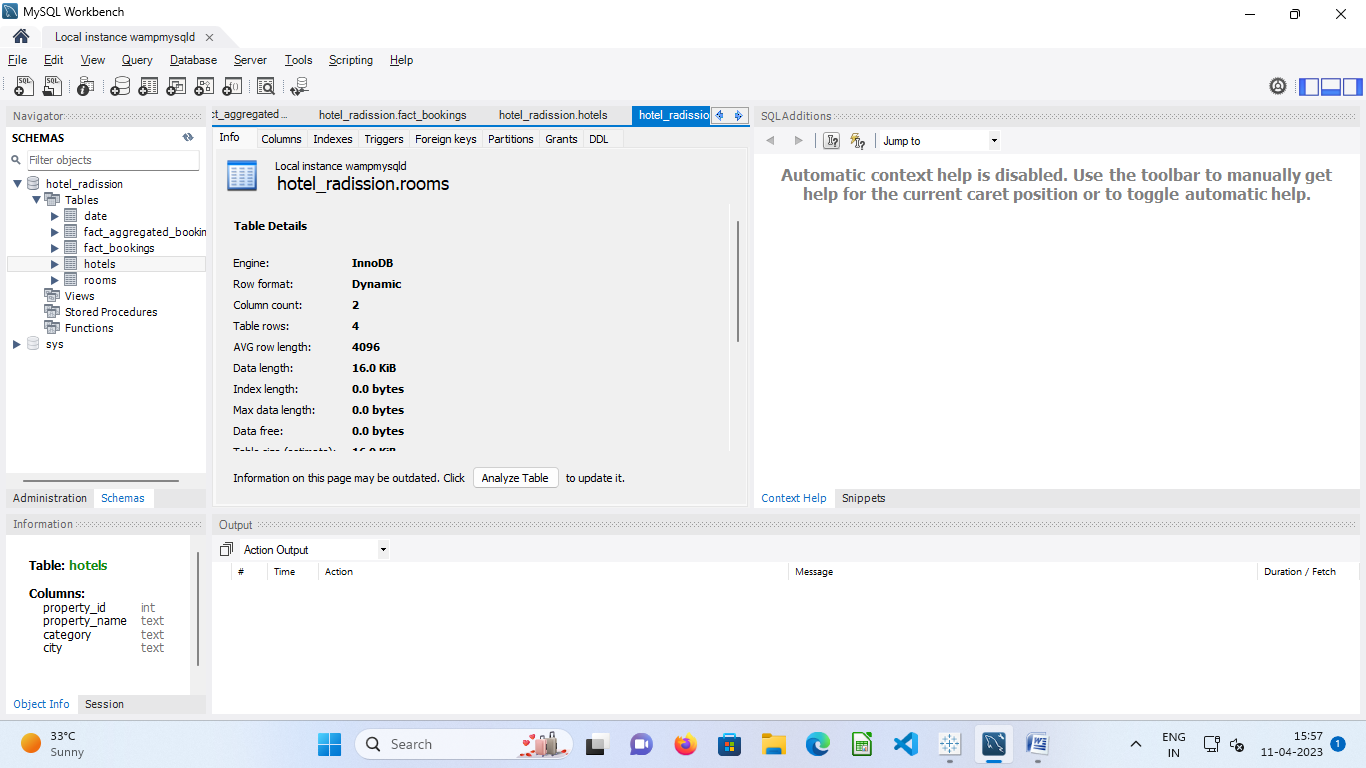 MySQL Workbench
Local instance wampmysqld
File Edit View Query Database Server Tools Scripting Help
Navigator
SCHEMAS
Filter objects
hotel_radission
Tables
date
fact_aggregated_bookin
fact_bookings
hotels
rooms
Views
Stored Procedures
Functions
sys
Administration Schemas
Information
Table: hotels
Columns:
property_id int
property_name text
category text
city text
Object Info Session
ct_aggregated ... hotel_radission.fact_bookings hotel_radission.hotels hotel_radissio
Info Columns Indexes Triggers Foreign keys Partitions Grants DDL
Local instance wampmysqld
hotel_radission.rooms
Table Details
Engine: InnoDB
Row format: Dynamic
Column count: 2
Table rows: 4
AVG row length: 4096
Data length: 16.0 KiB
Index length: 0.0 bytes
Max data length: 0.0 bytes
Data free: 0.0 bytes
Table size (estimate): 16.0 KiB
Information on this page may be outdated. Click Analyze Table to update it.
SQLAdditions
Jump to
Automatic context help is disabled. Use the toolbar to manually get
help for the current caret position or to toggle automatic help.
Context Help Snippets
Output
Action Output
# Time Action Message Duration / Fetch
33°C
Sunny
Search
ENG
IN
15:57
11-04-2023
1